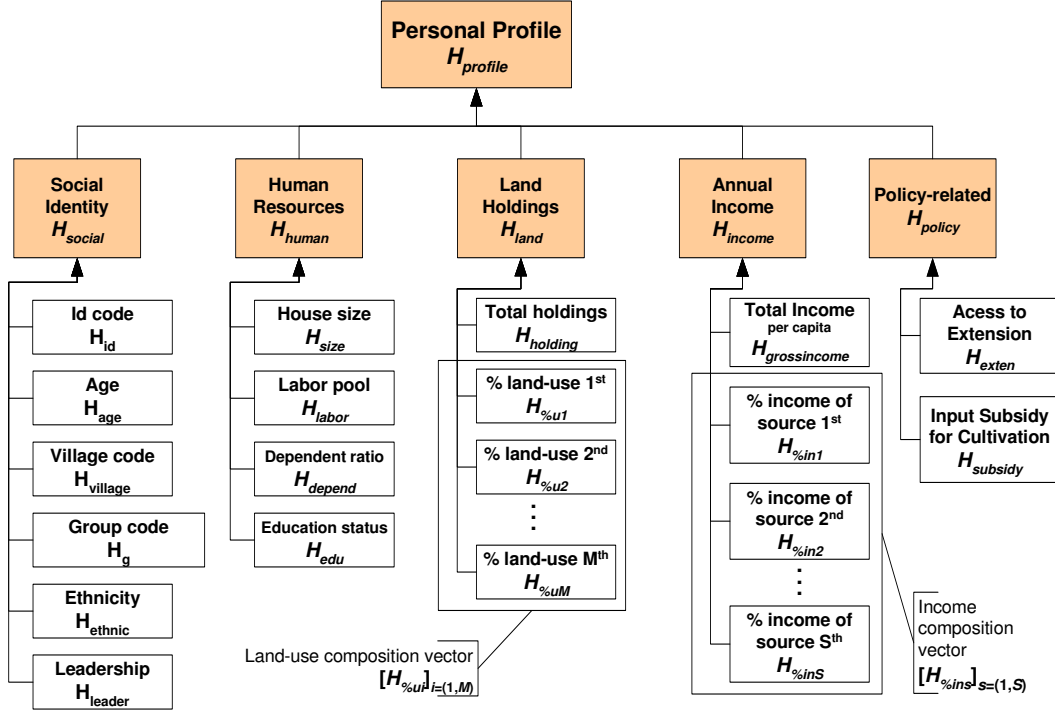 Personal Profile
H_profile
Social
Identity
H_social
Human
Resources
H_human
Land
Holdings
H_land
Annual
Income
H_income
Policy-related
H_policy
Id code
H_id
Age
H_age
Village code
H_village
Group code
H_g
Ethnicity
H_ethnic
Leadership
H_leader
House size
H_size
Labor pool
H_labor
Dependent ratio
H_depend
Education status
H_edu
Total holdings
H_holding
% land-use 1st
H_%u1
% land-use 2nd
H_%u2
% land-use Mth
H_%uM
Land-use composition vector
[H_%ui]i=(1,M)
Total Income
per capita
H_grossincome
% income of
source 1st
H_%in1
% income of
source 2nd
H_%in2
% income of
source Sth
H_%inS
Income
composition
vector
[H_%ins]s=(1,S)
Acess to
Extension
H_exten
Input Subsidy
for Cultivation
H_subsidy